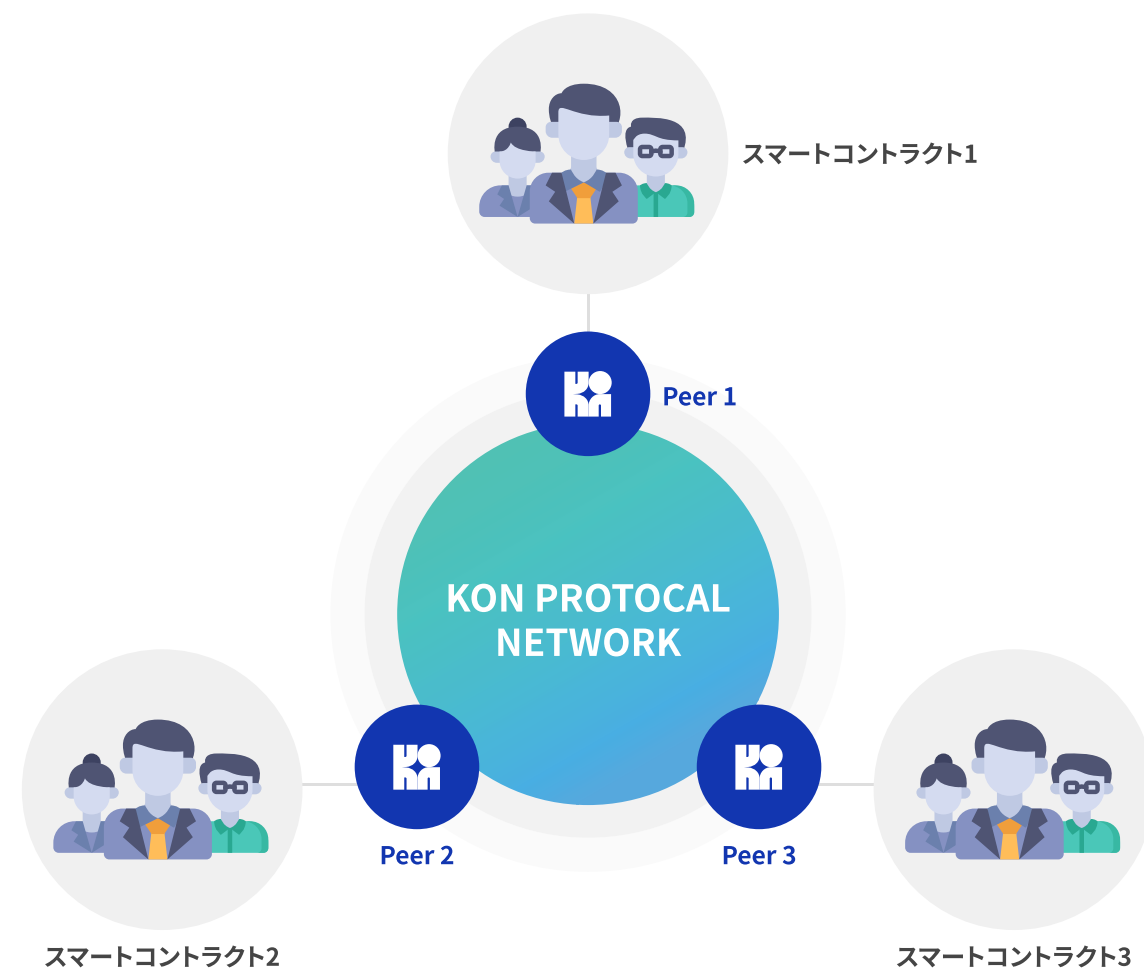 スマートコントラクト1
Peer 1
KON PROTOCAL
NETWORK
Peer 2
Peer 3
スマートコントラクト2
スマートコントラクト3